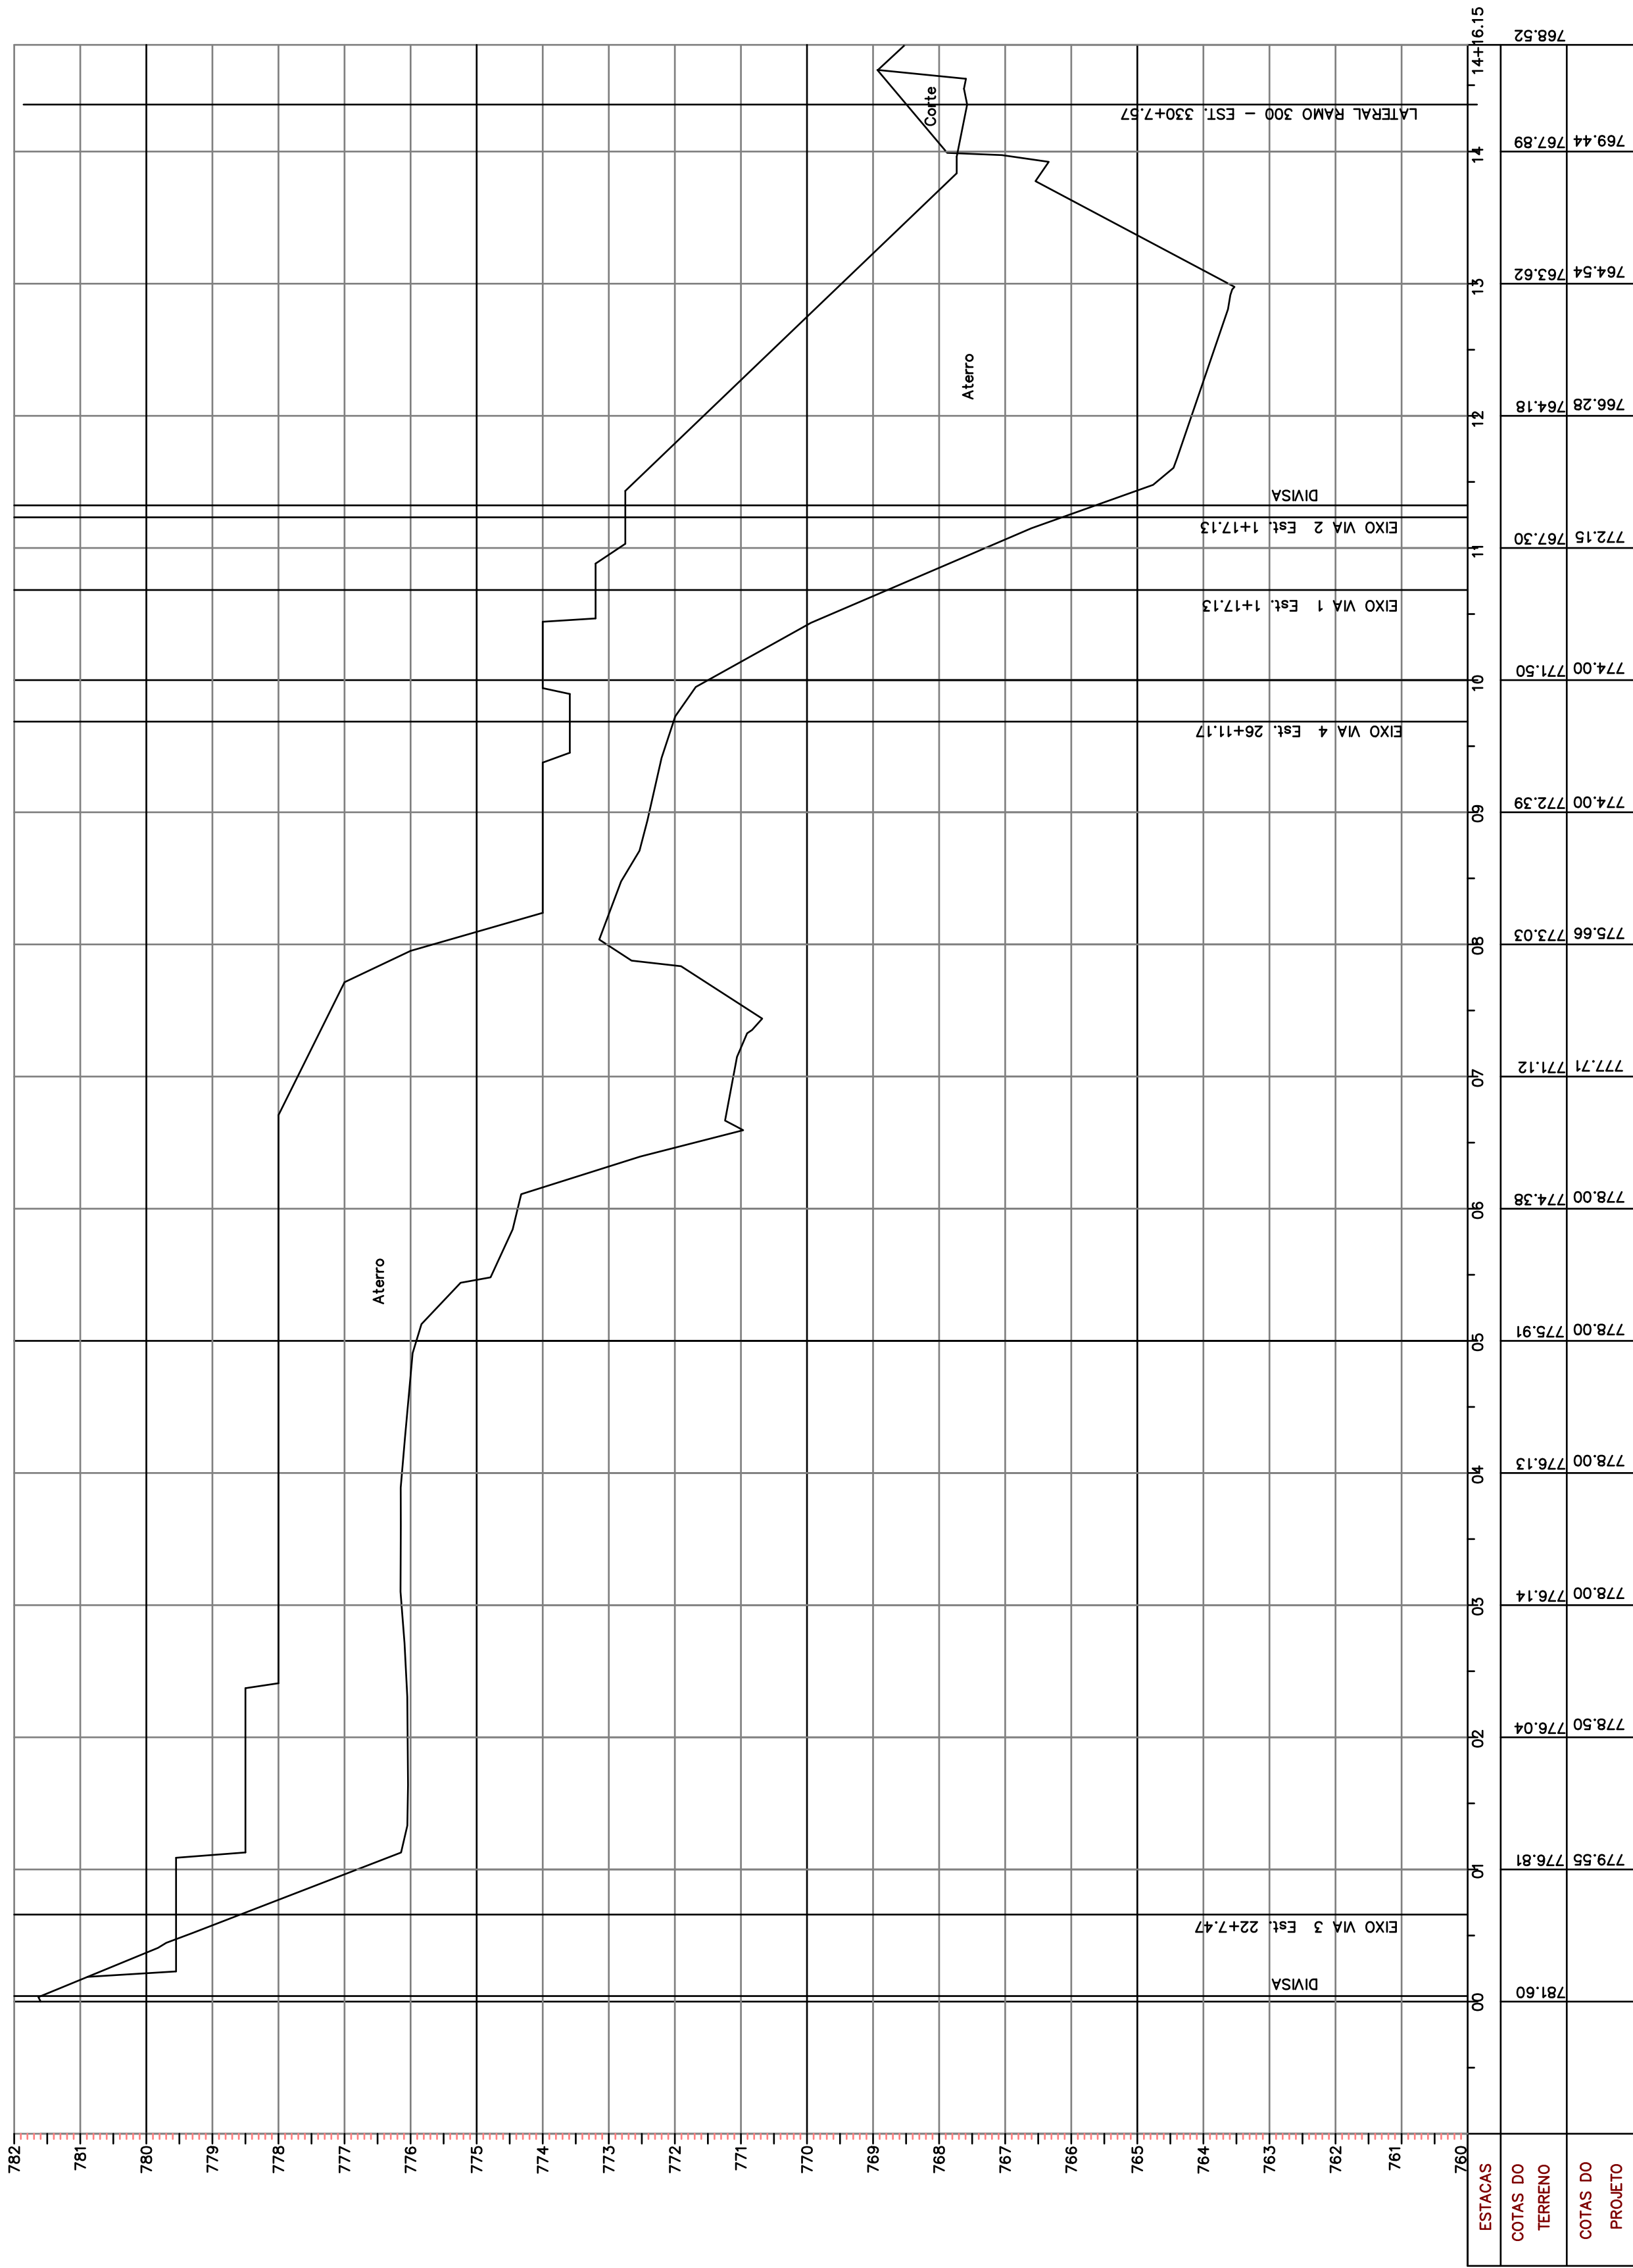 782
781
780
779
778
777
776
775
774
773
772
771
770
769
768
767
766
765
764
763
762
761
760
Aterro
Aterro
Corte
DIVISA
EIXO VIA 3 Est. 22+7.47
EIXO VIA 4 Est. 26+11.17
EIXO VIA 1 Est. 1+17.13
EIXO VIA 2 Est. 1+17.13
DIVISA
LATERAL RAMO 300 - EST. 330+7.57
ESTACAS 00 01 02 03 04 05 06 07 08 09 10 11 12 13 14 14+16.15
COTAS DO TERRENO 781.60 776.81 776.04 776.14 776.13 775.91 774.38 771.12 773.03 772.39 771.50 767.30 764.18 763.62 767.89 768.52
COTAS DO PROJETO 779.55 778.50 778.00 778.00 778.00 778.00 777.71 775.66 774.00 774.00 772.15 766.28 764.54 769.44